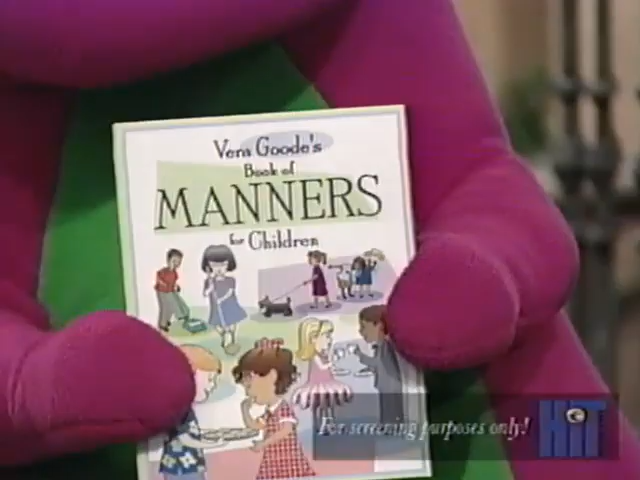 Vera Goode's
Book of
MANNERS
for Children
For screening purposes only!
HiT